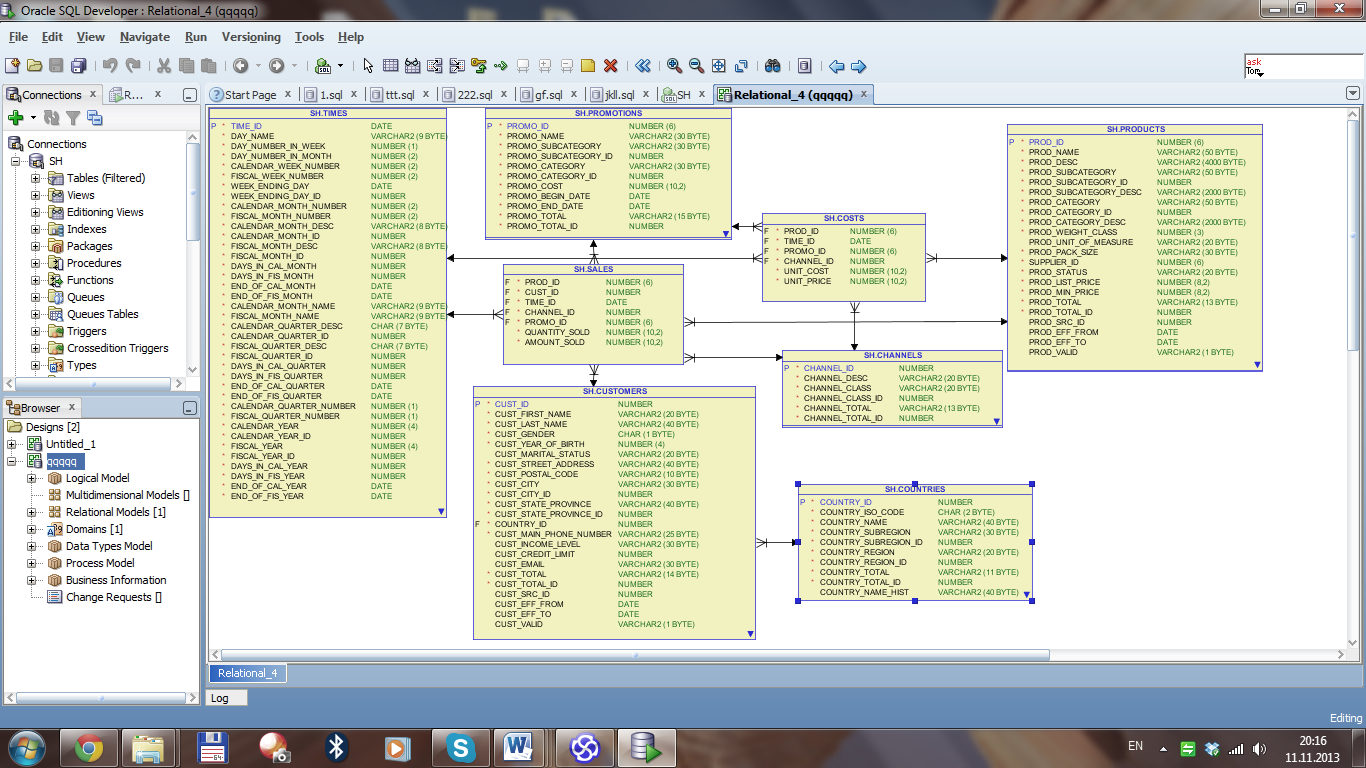 Oracle SQL Developer : Relational_4 (qqqqq)
File Edit View Navigate Run Versioning Tools Help
SQL
ask
Tom
Connections
R...
Start Page
1.sql
ttt.sql
222.sql
gf.sql
jkll.sql
SH
Relational_4 (qqqqq)
Connections
SH
Tables (Filtered)
Views
Editioning Views
Indexes
Packages
Procedures
Functions
Queues
Queues Tables
Triggers
Crossedition Triggers
Types
Browser
Designs [2]
Untitled_1
qqqqq
Logical Model
Multidimensional Models []
Relational Models [1]
Domains [1]
Data Types Model
Process Model
Business Information
Change Requests []
SH.TIMES
P * TIME_ID DATE
* DAY_NAME VARCHAR2 (9 BYTE)
* DAY_NUMBER_IN_WEEK NUMBER (1)
* DAY_NUMBER_IN_MONTH NUMBER (2)
* CALENDAR_WEEK_NUMBER NUMBER (2)
* FISCAL_WEEK_NUMBER NUMBER (2)
* WEEK_ENDING_DAY DATE
* WEEK_ENDING_DAY_ID NUMBER
* CALENDAR_MONTH_NUMBER NUMBER (2)
* FISCAL_MONTH_NUMBER NUMBER (2)
* CALENDAR_MONTH_DESC VARCHAR2 (8 BYTE)
* CALENDAR_MONTH_ID NUMBER
* FISCAL_MONTH_DESC VARCHAR2 (8 BYTE)
* FISCAL_MONTH_ID NUMBER
* DAYS_IN_CAL_MONTH NUMBER
* DAYS_IN_FIS_MONTH NUMBER
* END_OF_CAL_MONTH DATE
* END_OF_FIS_MONTH DATE
* CALENDAR_MONTH_NAME VARCHAR2 (9 BYTE)
* FISCAL_MONTH_NAME VARCHAR2 (9 BYTE)
* CALENDAR_QUARTER_DESC CHAR (7 BYTE)
* CALENDAR_QUARTER_ID NUMBER
* FISCAL_QUARTER_DESC CHAR (7 BYTE)
* FISCAL_QUARTER_ID NUMBER
* DAYS_IN_CAL_QUARTER NUMBER
* DAYS_IN_FIS_QUARTER NUMBER
* END_OF_CAL_QUARTER DATE
* END_OF_FIS_QUARTER DATE
* CALENDAR_QUARTER_NUMBER NUMBER (1)
* FISCAL_QUARTER_NUMBER NUMBER (1)
* CALENDAR_YEAR NUMBER (4)
* CALENDAR_YEAR_ID NUMBER
* FISCAL_YEAR NUMBER (4)
* FISCAL_YEAR_ID NUMBER
* DAYS_IN_CAL_YEAR NUMBER
* DAYS_IN_FIS_YEAR NUMBER
* END_OF_CAL_YEAR DATE
* END_OF_FIS_YEAR DATE
SH.PROMOTIONS
P * PROMO_ID NUMBER (6)
* PROMO_NAME VARCHAR2 (30 BYTE)
* PROMO_SUBCATEGORY VARCHAR2 (30 BYTE)
* PROMO_SUBCATEGORY_ID NUMBER
* PROMO_CATEGORY VARCHAR2 (30 BYTE)
* PROMO_CATEGORY_ID NUMBER
* PROMO_COST NUMBER (10,2)
* PROMO_BEGIN_DATE DATE
* PROMO_END_DATE DATE
* PROMO_TOTAL VARCHAR2 (15 BYTE)
* PROMO_TOTAL_ID NUMBER
SH.COSTS
F * PROD_ID NUMBER (6)
F * TIME_ID DATE
F * PROMO_ID NUMBER (6)
F * CHANNEL_ID NUMBER
* UNIT_COST NUMBER (10,2)
* UNIT_PRICE NUMBER (10,2)
SH.PRODUCTS
P * PROD_ID NUMBER (6)
* PROD_NAME VARCHAR2 (50 BYTE)
* PROD_DESC VARCHAR2 (4000 BYTE)
* PROD_SUBCATEGORY VARCHAR2 (50 BYTE)
* PROD_SUBCATEGORY_ID NUMBER
* PROD_SUBCATEGORY_DESC VARCHAR2 (2000 BYTE)
* PROD_CATEGORY VARCHAR2 (50 BYTE)
* PROD_CATEGORY_ID NUMBER
* PROD_CATEGORY_DESC VARCHAR2 (2000 BYTE)
* PROD_WEIGHT_CLASS NUMBER (3)
PROD_UNIT_OF_MEASURE VARCHAR2 (20 BYTE)
* PROD_PACK_SIZE VARCHAR2 (30 BYTE)
* SUPPLIER_ID NUMBER (6)
* PROD_STATUS VARCHAR2 (20 BYTE)
* PROD_LIST_PRICE NUMBER (8,2)
* PROD_MIN_PRICE NUMBER (8,2)
* PROD_TOTAL VARCHAR2 (13 BYTE)
* PROD_TOTAL_ID NUMBER
PROD_SRC_ID NUMBER
PROD_EFF_FROM DATE
PROD_EFF_TO DATE
PROD_VALID VARCHAR2 (1 BYTE)
SH.SALES
F * PROD_ID NUMBER (6)
F * CUST_ID NUMBER
F * TIME_ID DATE
F * CHANNEL_ID NUMBER
F * PROMO_ID NUMBER (6)
* QUANTITY_SOLD NUMBER (10,2)
* AMOUNT_SOLD NUMBER (10,2)
SH.CHANNELS
P * CHANNEL_ID NUMBER
* CHANNEL_DESC VARCHAR2 (20 BYTE)
* CHANNEL_CLASS VARCHAR2 (20 BYTE)
* CHANNEL_CLASS_ID NUMBER
* CHANNEL_TOTAL VARCHAR2 (13 BYTE)
* CHANNEL_TOTAL_ID NUMBER
SH.CUSTOMERS
P * CUST_ID NUMBER
* CUST_FIRST_NAME VARCHAR2 (20 BYTE)
* CUST_LAST_NAME VARCHAR2 (40 BYTE)
* CUST_GENDER CHAR (1 BYTE)
* CUST_YEAR_OF_BIRTH NUMBER (4)
CUST_MARITAL_STATUS VARCHAR2 (20 BYTE)
* CUST_STREET_ADDRESS VARCHAR2 (40 BYTE)
* CUST_POSTAL_CODE VARCHAR2 (10 BYTE)
* CUST_CITY VARCHAR2 (30 BYTE)
* CUST_CITY_ID NUMBER
* CUST_STATE_PROVINCE VARCHAR2 (40 BYTE)
* CUST_STATE_PROVINCE_ID NUMBER
F * COUNTRY_ID NUMBER
* CUST_MAIN_PHONE_NUMBER VARCHAR2 (25 BYTE)
CUST_INCOME_LEVEL VARCHAR2 (30 BYTE)
CUST_CREDIT_LIMIT NUMBER
CUST_EMAIL VARCHAR2 (30 BYTE)
* CUST_TOTAL VARCHAR2 (14 BYTE)
* CUST_TOTAL_ID NUMBER
CUST_SRC_ID NUMBER
CUST_EFF_FROM DATE
CUST_EFF_TO DATE
CUST_VALID VARCHAR2 (1 BYTE)
SH.COUNTRIES
P * COUNTRY_ID NUMBER
* COUNTRY_ISO_CODE CHAR (2 BYTE)
* COUNTRY_NAME VARCHAR2 (40 BYTE)
* COUNTRY_SUBREGION VARCHAR2 (30 BYTE)
* COUNTRY_SUBREGION_ID NUMBER
* COUNTRY_REGION VARCHAR2 (20 BYTE)
* COUNTRY_REGION_ID NUMBER
* COUNTRY_TOTAL VARCHAR2 (11 BYTE)
* COUNTRY_TOTAL_ID NUMBER
COUNTRY_NAME_HIST VARCHAR2 (40 BYTE)
Relational_4
Log
Editing
EN
20:16
11.11.2013